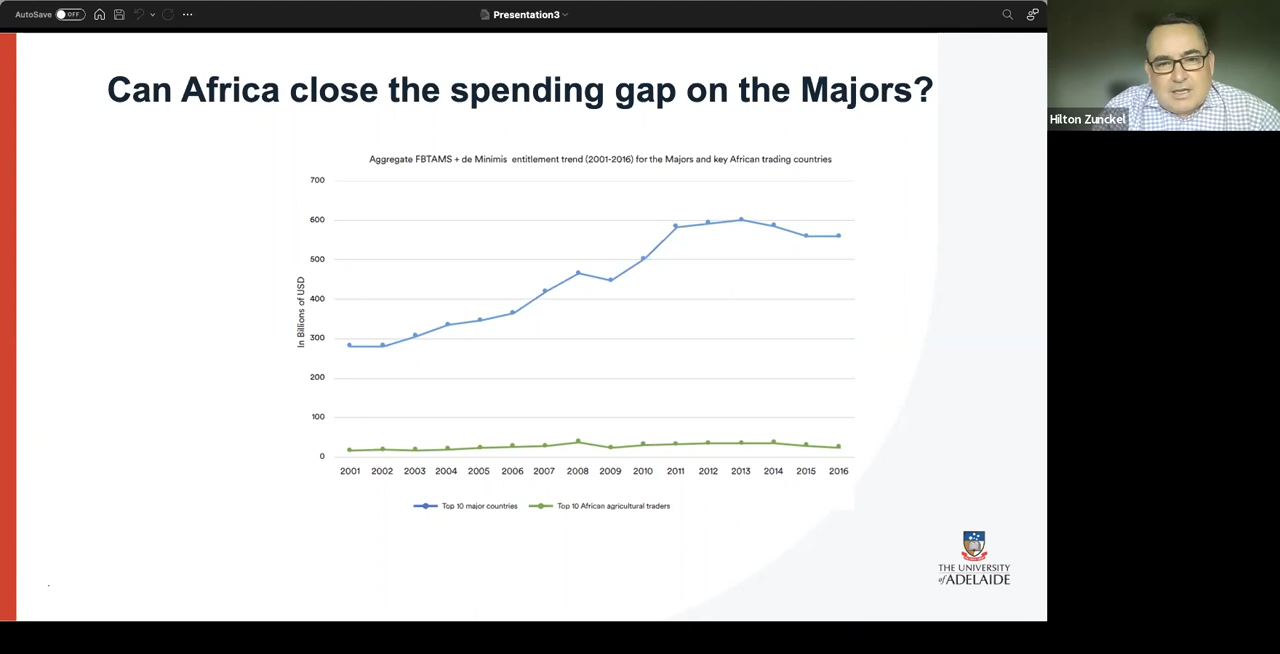 AutoSave OFF
Presentation3
Hilton Zunckel
Can Africa close the spending gap on the Majors?
Aggregate FBTAMS + de Minimis entitlement trend (2001-2016) for the Majors and key African trading countries
In Billions of USD
700
600
500
400
300
200
100
0
2001 2002 2003 2004 2005 2006 2007 2008 2009 2010 2011 2012 2013 2014 2015 2016
Top 10 major countries Top 10 African agricultural traders
THE UNIVERSITY
of ADELAIDE